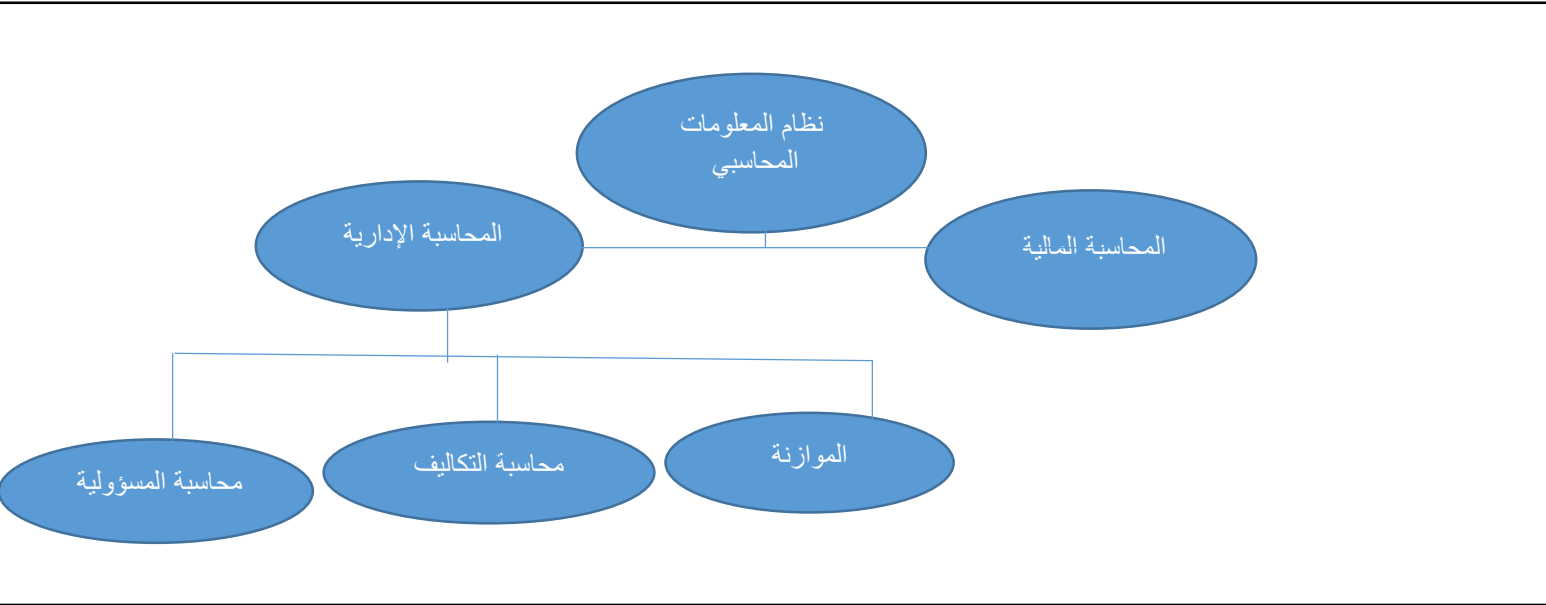 نظام المعلومات
المحاسبي
المحاسبة المالية
المحاسبة الإدارية
الموازنة
محاسبة التكاليف
محاسبة المسؤولية